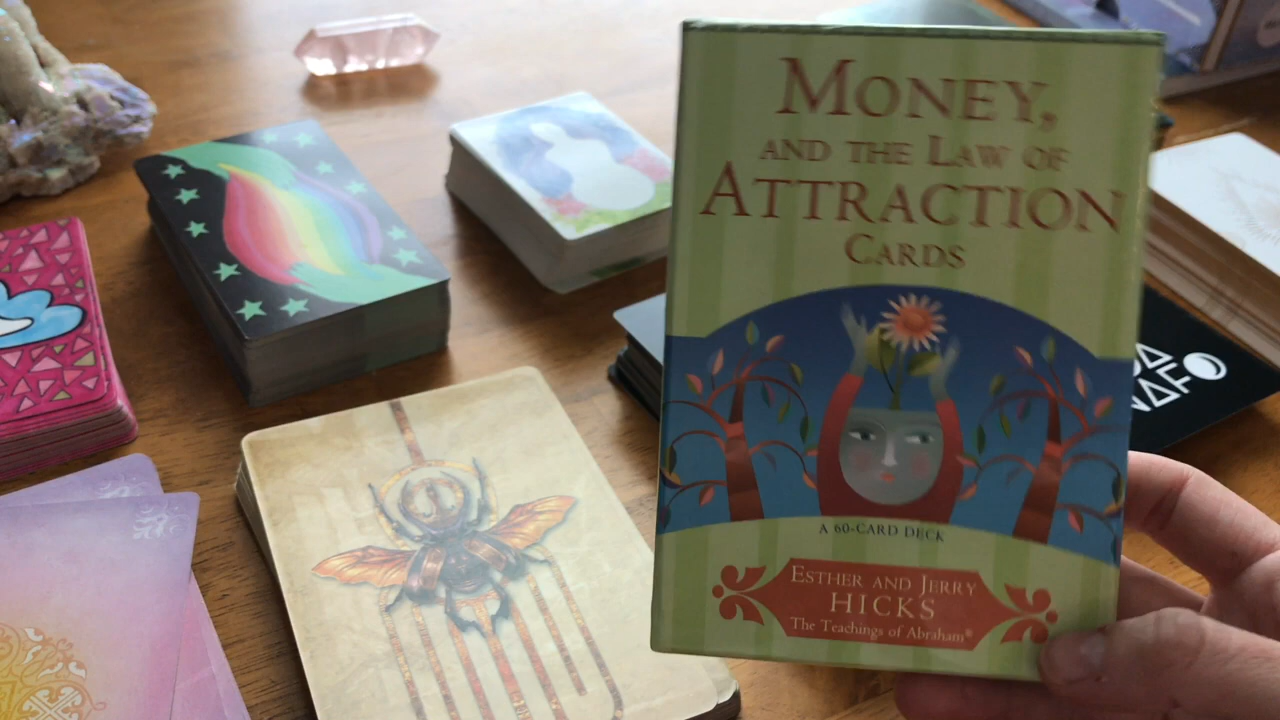 MONEY,
AND THE LAW OF
ATTRACTION
CARDS
A 60-CARD DECK
ESTHER AND JERRY
HICKS
The Teachings of Abraham®